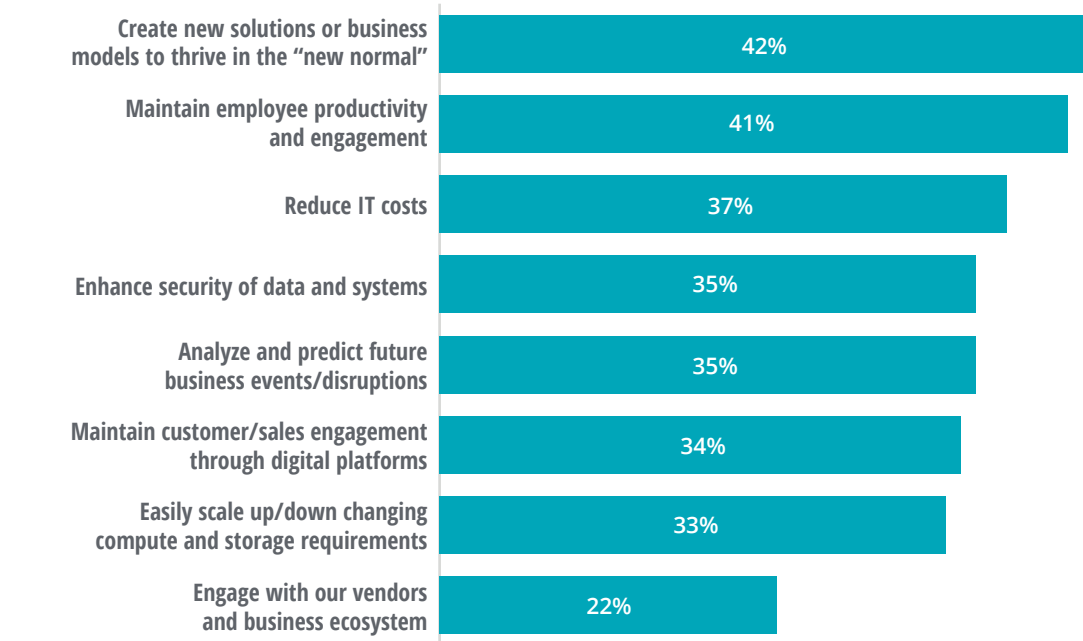 Create new solutions or business
models to thrive in the “new normal”
42%
Maintain employee productivity
and engagement
41%
Reduce IT costs
37%
Enhance security of data and systems
35%
Analyze and predict future
business events/disruptions
35%
Maintain customer/sales engagement
through digital platforms
34%
Easily scale up/down changing
compute and storage requirements
33%
Engage with our vendors
and business ecosystem
22%